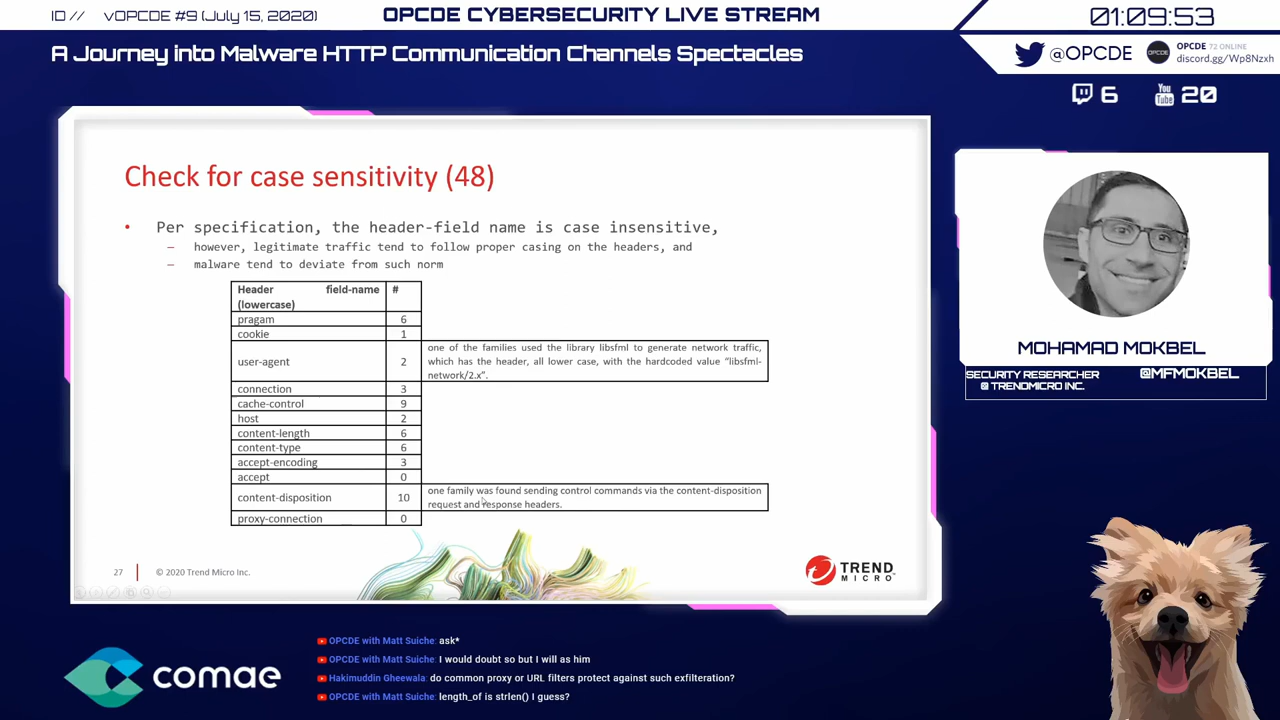 ID // vOPCDE #9 (July 15, 2020)
OPCDE CYBERSECURITY LIVE STREAM
01:09:53
A Journey into Malware HTTP Communication Channels Spectacles
@OPCDE
OPCDE
OPCDE 72 ONLINE
discord.gg/Wp8Nzxh
6
You Tube 20
Check for case sensitivity (48)
• Per specification, the header-field name is case insensitive,
– however, legitimate traffic tend to follow proper casing on the headers, and
– malware tend to deviate from such norm
Header field-name #
(lowercase)
pragam 6
cookie 1
user-agent 2
one of the families used the library libsfml to generate network traffic,
which has the header, all lower case, with the hardcoded value “libsfml-
network/2.x”.
connection 3
cache-control 9
host 2
content-length 6
content-type 6
accept-encoding 3
accept 0
content-disposition 10
one family was found sending control commands via the content-disposition
request and response headers.
proxy-connection 0
27 © 2020 Trend Micro Inc.
TREND
MICRO
MOHAMAD MOKBEL
SECURITY RESEARCHER
@ TRENDMICRO INC.
@MFMOKBEL
comae
OPCDE with Matt Suiche: ask*
OPCDE with Matt Suiche: I would doubt so but I will as him
Hakimuddin Gheewala: do common proxy or URL filters protect against such exfilteration?
OPCDE with Matt Suiche: length_of is strlen() I guess?